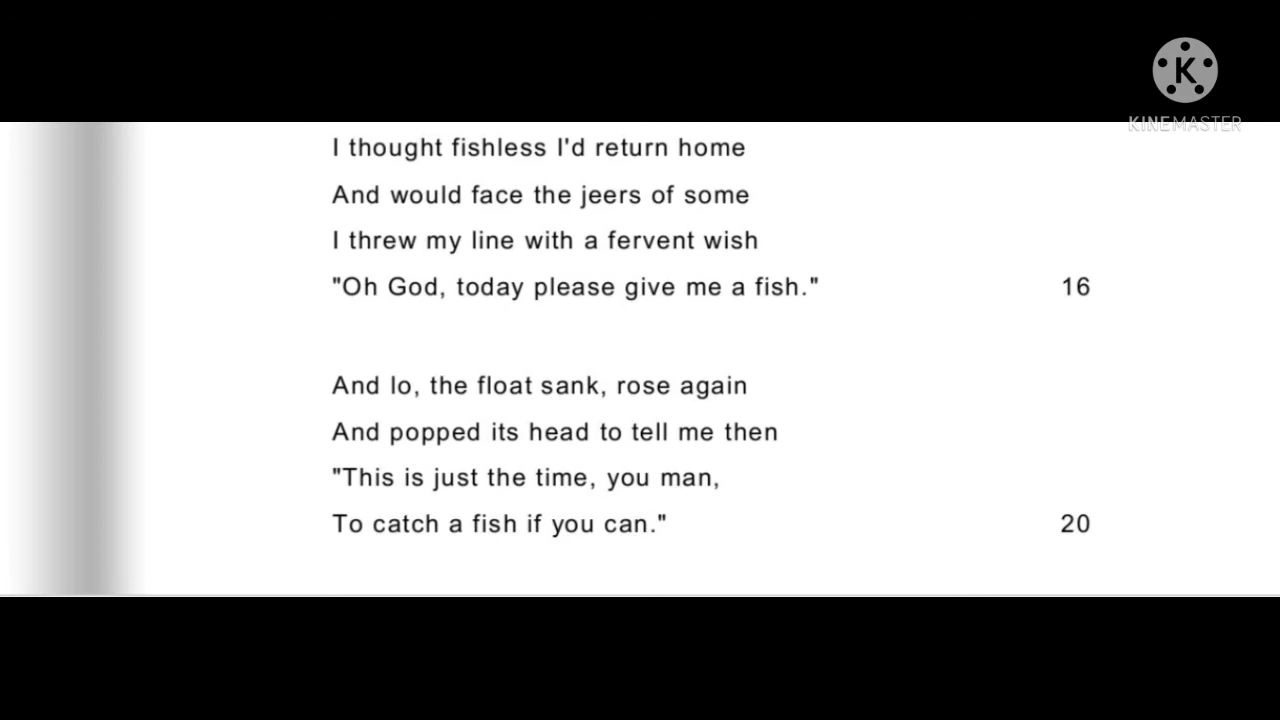 K
KINEMASTER
I thought fishless I'd return home
And would face the jeers of some
I threw my line with a fervent wish
"Oh God, today please give me a fish." 16
And lo, the float sank, rose again
And popped its head to tell me then
"This is just the time, you man,
To catch a fish if you can." 20